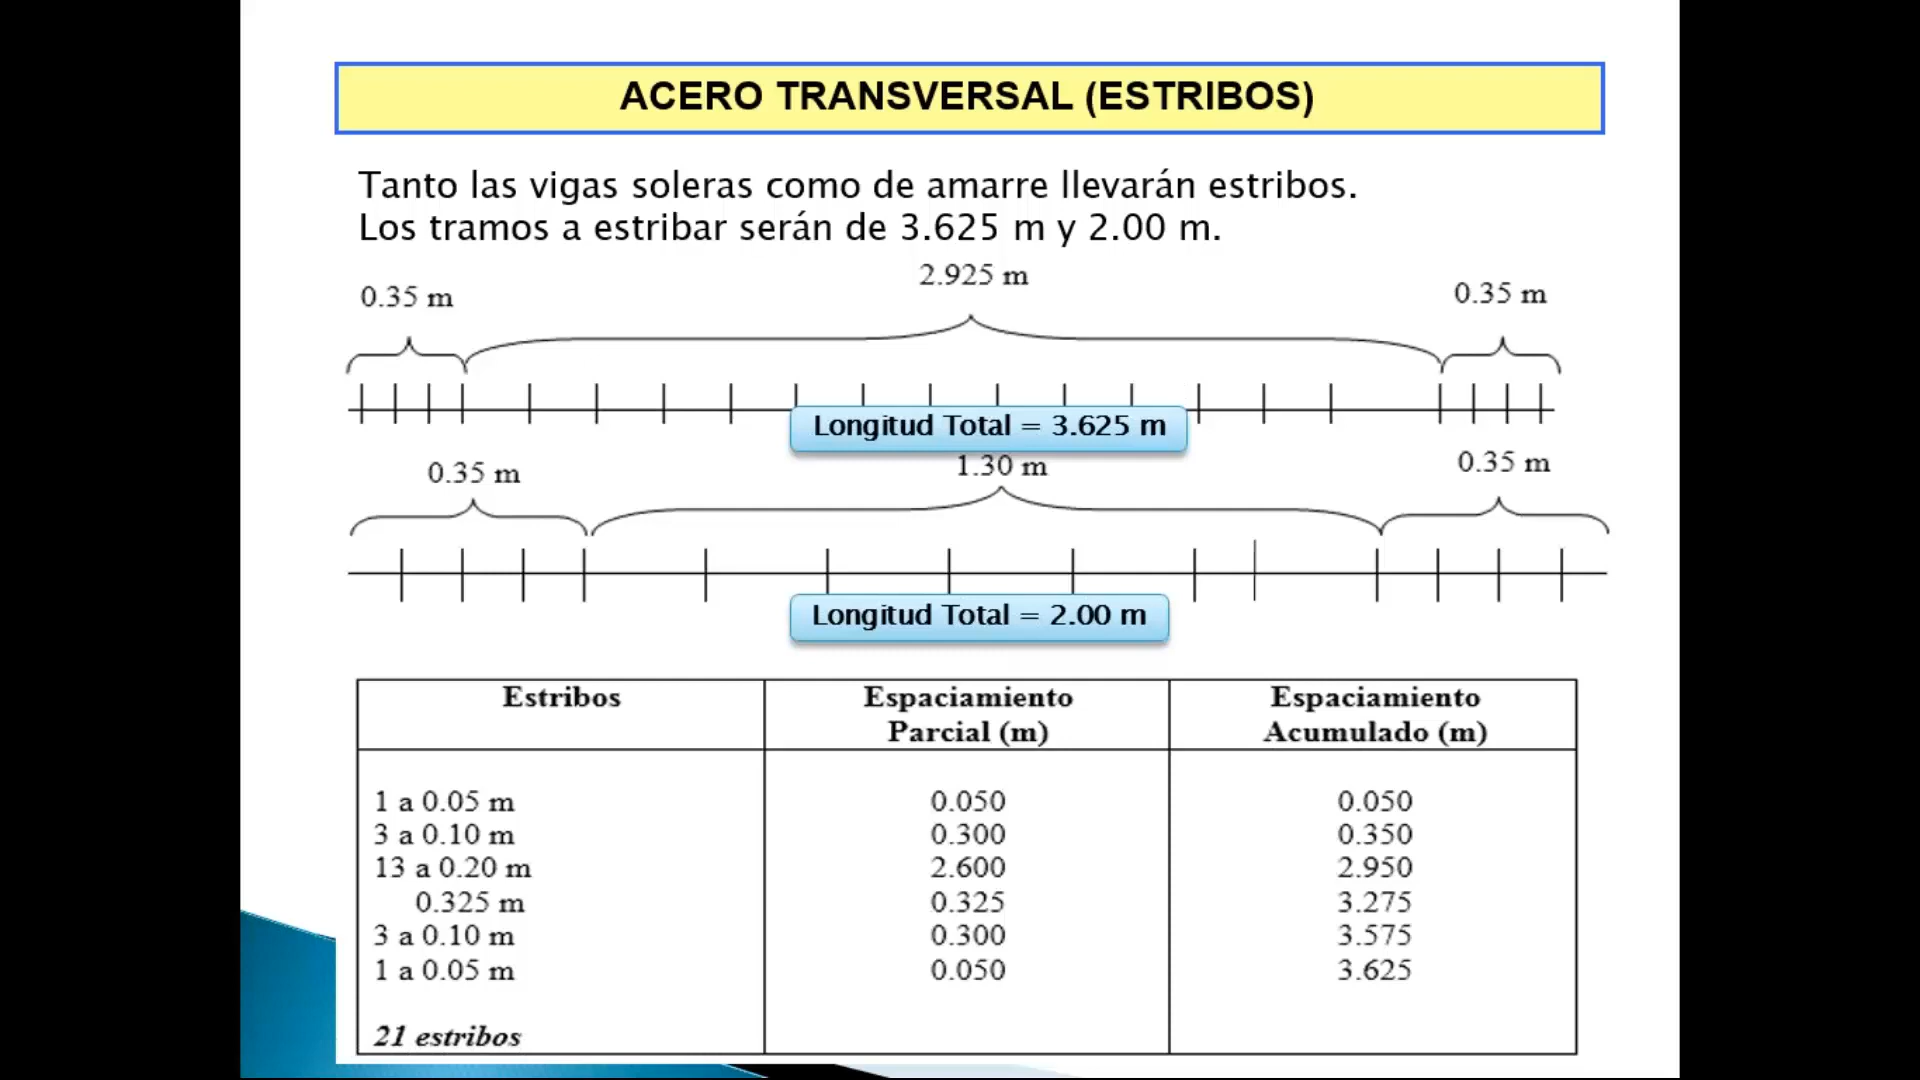 ACERO TRANSVERSAL (ESTRIBOS)
Tanto las vigas soleras como de amarre llevarán estribos.
Los tramos a estribar serán de 3.625 m y 2.00 m.
0.35 m
2.925 m
0.35 m
Longitud Total = 3.625 m
0.35 m
1.30 m
0.35 m
Longitud Total = 2.00 m
Estribos
Espaciamiento
Parcial (m)
Espaciamiento
Acumulado (m)
1 a 0.05 m 0.050 0.050
3 a 0.10 m 0.300 0.350
13 a 0.20 m 2.600 2.950
0.325 m 0.325 3.275
3 a 0.10 m 0.300 3.575
1 a 0.05 m 0.050 3.625
21 estribos